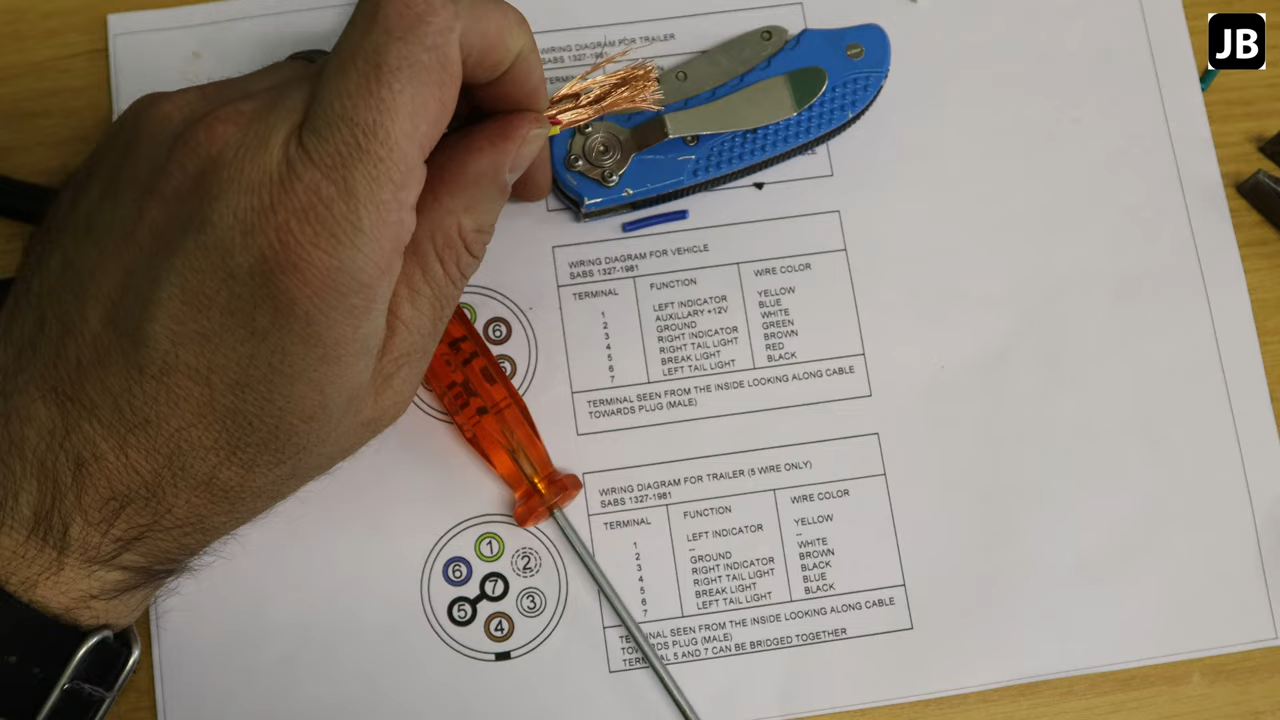 JB
WIRING DIAGRAM FOR TRAILER
SABS 1327-1981
WIRING DIAGRAM FOR VEHICLE
SABS 1327-1981
TERMINAL FUNCTION WIRE COLOR
1 LEFT INDICATOR YELLOW
2 AUXILLARY +12V BLUE
3 GROUND WHITE
4 RIGHT INDICATOR GREEN
5 RIGHT TAIL LIGHT BROWN
6 BREAK LIGHT RED
7 LEFT TAIL LIGHT BLACK
TERMINAL SEEN FROM THE INSIDE LOOKING ALONG CABLE
TOWARDS PLUG (MALE)
6
WIRING DIAGRAM FOR TRAILER (5 WIRE ONLY)
SABS 1327-1981
TERMINAL FUNCTION WIRE COLOR
1 LEFT INDICATOR YELLOW
2 -- --
3 GROUND WHITE
4 RIGHT INDICATOR BROWN
5 RIGHT TAIL LIGHT BLACK
6 BREAK LIGHT BLUE
7 LEFT TAIL LIGHT BLACK
TERMINAL SEEN FROM THE INSIDE LOOKING ALONG CABLE
TOWARDS PLUG (MALE)
TERMINAL 5 AND 7 CAN BE BRIDGED TOGETHER
1
2
6
7
5
3
4